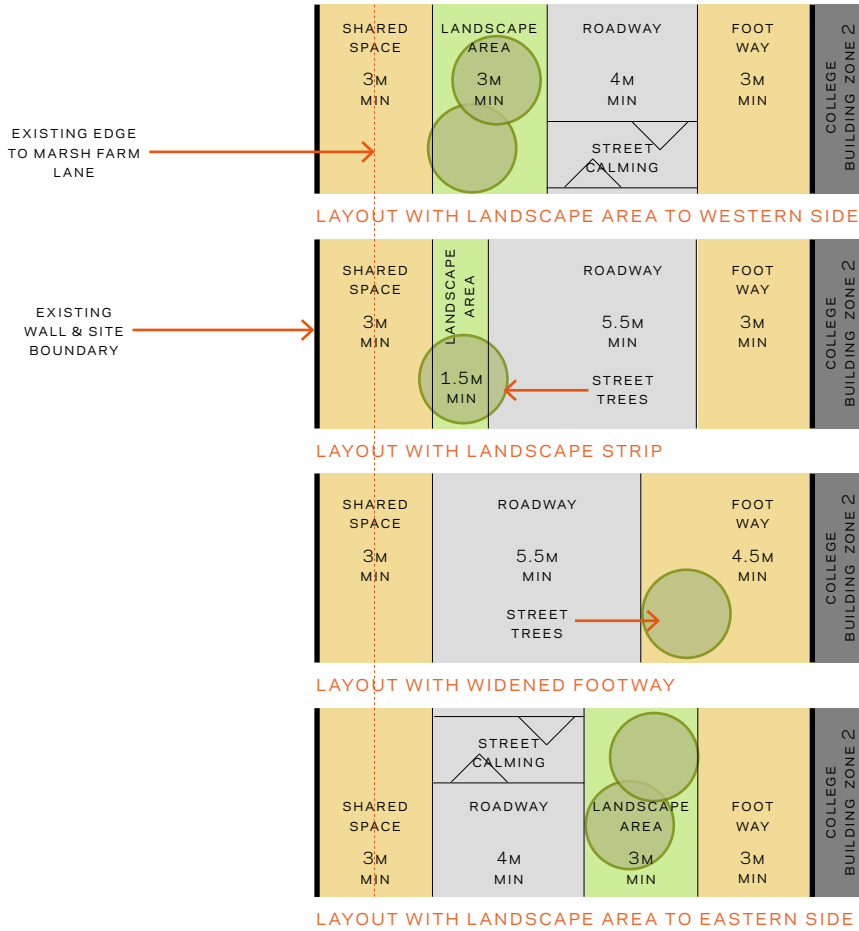 SHARED
SPACE
3M
MIN
LANDSCAPE
AREA
3M
MIN
ROADWAY
4M
MIN
STREET
CALMING
FOOT
WAY
3M
MIN
COLLEGE
BUILDING ZONE 2
EXISTING EDGE
TO MARSH FARM
LANE
LAYOUT WITH LANDSCAPE AREA TO WESTERN SIDE
EXISTING
WALL & SITE
BOUNDARY
SHARED
SPACE
3M
MIN
LANDSCAPE
AREA
1.5M
MIN
ROADWAY
5.5M
MIN
STREET
TREES
FOOT
WAY
3M
MIN
COLLEGE
BUILDING ZONE 2
LAYOUT WITH LANDSCAPE STRIP
SHARED
SPACE
3M
MIN
ROADWAY
5.5M
MIN
STREET
TREES
FOOT
WAY
4.5M
MIN
COLLEGE
BUILDING ZONE 2
LAYOUT WITH WIDENED FOOTWAY
SHARED
SPACE
3M
MIN
STREET
CALMING
ROADWAY
4M
MIN
LANDSCAPE
AREA
3M
MIN
FOOT
WAY
3M
MIN
COLLEGE
BUILDING ZONE 2
LAYOUT WITH LANDSCAPE AREA TO EASTERN SIDE